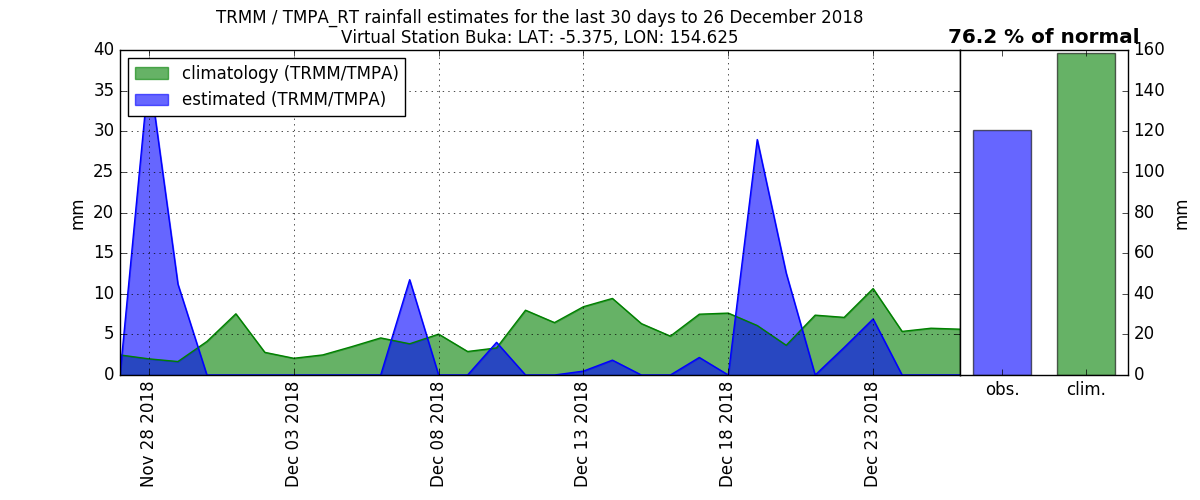 TRMM / TMPA_RT rainfall estimates for the last 30 days to 26 December 2018
Virtual Station Buka: LAT: -5.375, LON: 154.625
76.2 % of normal
climatology (TRMM/TMPA)
estimated (TRMM/TMPA)
40
35
30
25
20
15
10
5
0
mm
160
140
120
100
80
60
40
20
0
mm
Nov 28 2018
Dec 03 2018
Dec 08 2018
Dec 13 2018
Dec 18 2018
Dec 23 2018
obs.
clim.